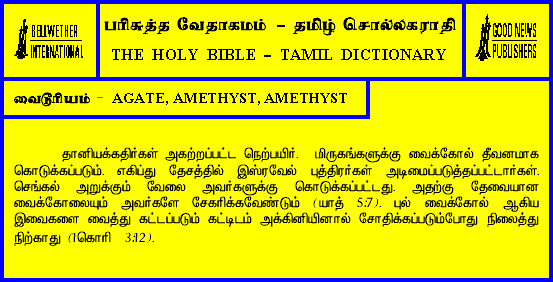 BELLWETHER
INTERNATIONAL
பரிசுத்த வேதாகமம் - தமிழ் சொல்லகராதி
THE HOLY BIBLE - TAMIL DICTIONARY
GOOD NEWS
PUBLISHERS
வைடூரியம் - AGATE, AMETHYST, AMETHYST
தானியக்கதிர்கள் அகற்றப்பட்ட நெற்பயிர். மிருகங்களுக்கு வைக்கோல் தீவனமாக
கொடுக்கப்படும். எகிப்து தேசத்தில் இஸ்ரவேல் புத்திரர்கள் அடிமைப்படுத்தப்பட்டார்கள்.
செங்கல் அறுக்கும் வேலை அவர்களுக்கு கொடுக்கப்பட்டது. அதற்கு தேவையான
வைக்கோலையும் அவர்களே சேகரிக்கவேண்டும் (யாத் 5:7). புல் வைக்கோல் ஆகிய
இவைகளை வைத்து கட்டப்படும் கட்டிடம் அக்கினியினால் சோதிக்கப்படும்போது நிலைத்து
நிற்காது (1கொரி 3:12).